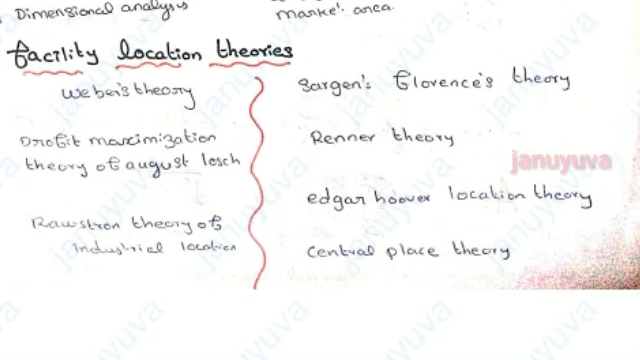 Dimensional analysis
market area
facility location theories
Weber's theory
Profit maximization
theory of august losch
Rawstron theory of
industrial location
Sargen's Florence's theory
Renner theory
januyuva
edgar hoover location theory
Central place theory